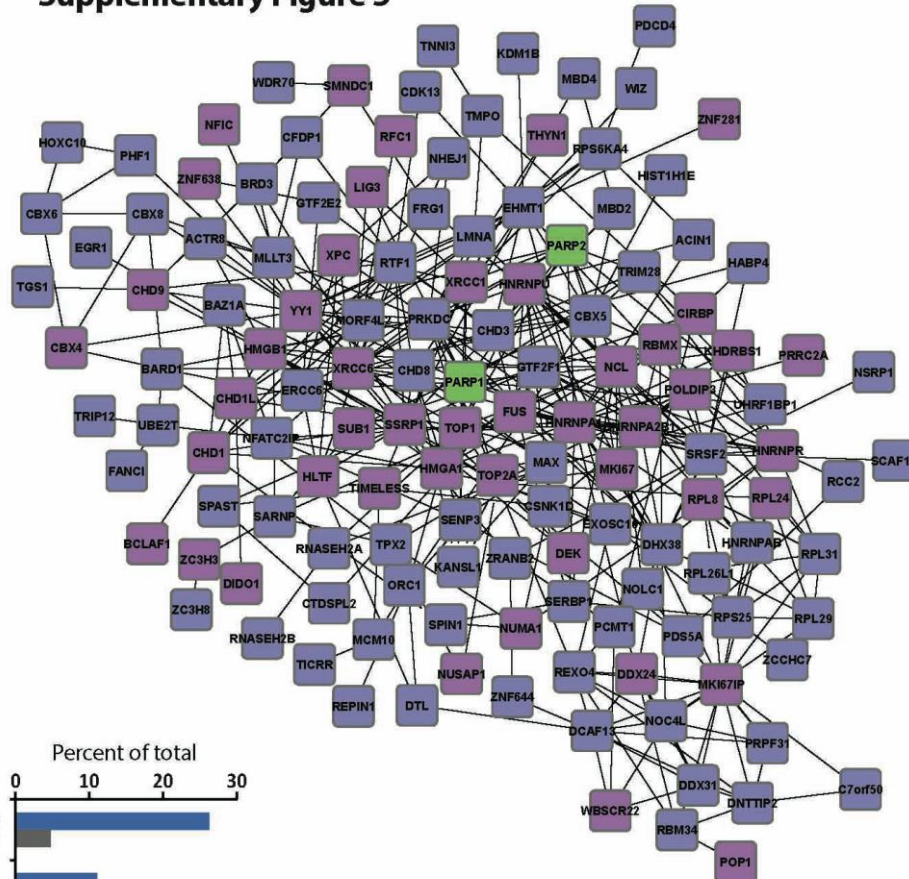 Supplementary Figure
PDCD4
TNNI3
KDM1B
WDR70
SMNDC1
CDK13
MBD4
WIZ
TMPO
NFIC
ZNF281
HOXC10
CFDP1
RFC1
THYN1
PHF1
RPS6KA4
NHEJ1
HIST1H1E
ZNF638
BRD3
LIG3
GTF2E2
FRG1
EHMT1
MBD2
CBX6
CBX8
LMNA
ACTR8
PARP2
ACIN1
EGR1
MLLT3
XPC
RTF1
HABP4
TRIM28
TGS1
CHD9
XRCC1
HNRNPU
BAZ1A
YY1
MORF4L2
PRKDC
CHD3
CBX5
CIRBP
CBX4
HMGB1
RBMX
KHDRBS1
PRRC2A
BARD1
XRCC6
CHD8
PARP1
GTF2F1
NCL
NSRP1
ERCC6
POLDIP3
CHD1L
UHRF1BP1
TRIP12
UBE2T
NFATC2IP
SUB1
SSRP1
TOP1
FUS
HNRNPA2B1
FANCI
CHD1
HNRNPR
HLTF
TIMELESS
HMGA1
TOP2A
MAX
MKI67
SRSF2
SCAF1
RCC2
SPAST
SARNP
RPL8
RPL24
SENP3
CSNK1D
BCLAF1
ZC3H3
RNASEH2A
TPX2
DHX38
HNRNPAB
RPL31
DIDO1
KANSL1
ZRANB2
DEK
RPL26L1
ZC3H8
CTDSPL2
ORC1
NOLC1
SERBP1
RNASEH2B
MCM10
SPIN1
NUMA1
PCMT1
PDS5A
RPS25
RPL29
TICRR
NUSAP1
REXO4
DDX24
MKI67IP
ZCCHC7
REPIN1
DTL
ZNF644
DCAF13
NOC4L
PRPF31
Percent of total
0 10 20 30
WBSCR22
DDX31
DNTTIP2
C7orf50
RBM34
POP1